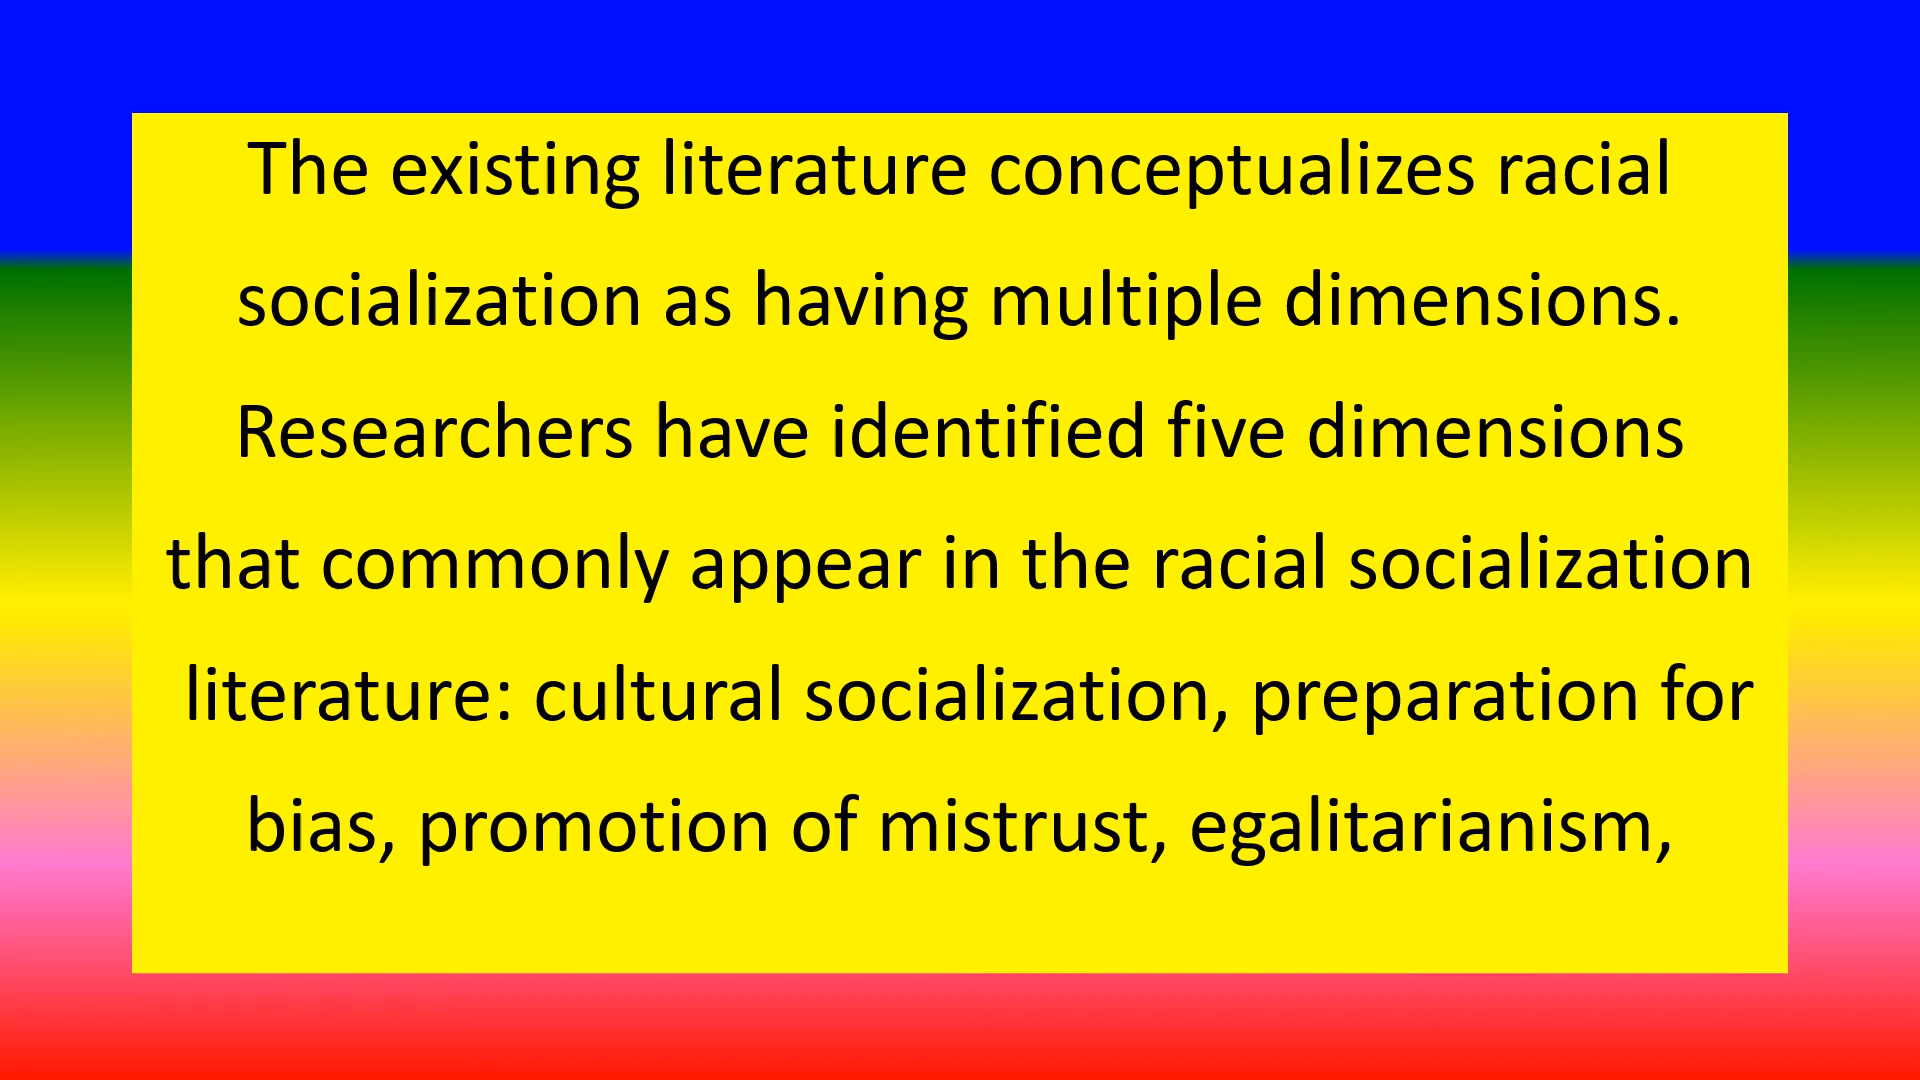 The existing literature conceptualizes racial
socialization as having multiple dimensions.
Researchers have identified five dimensions
that commonly appear in the racial socialization
literature: cultural socialization, preparation for
bias, promotion of mistrust, egalitarianism,